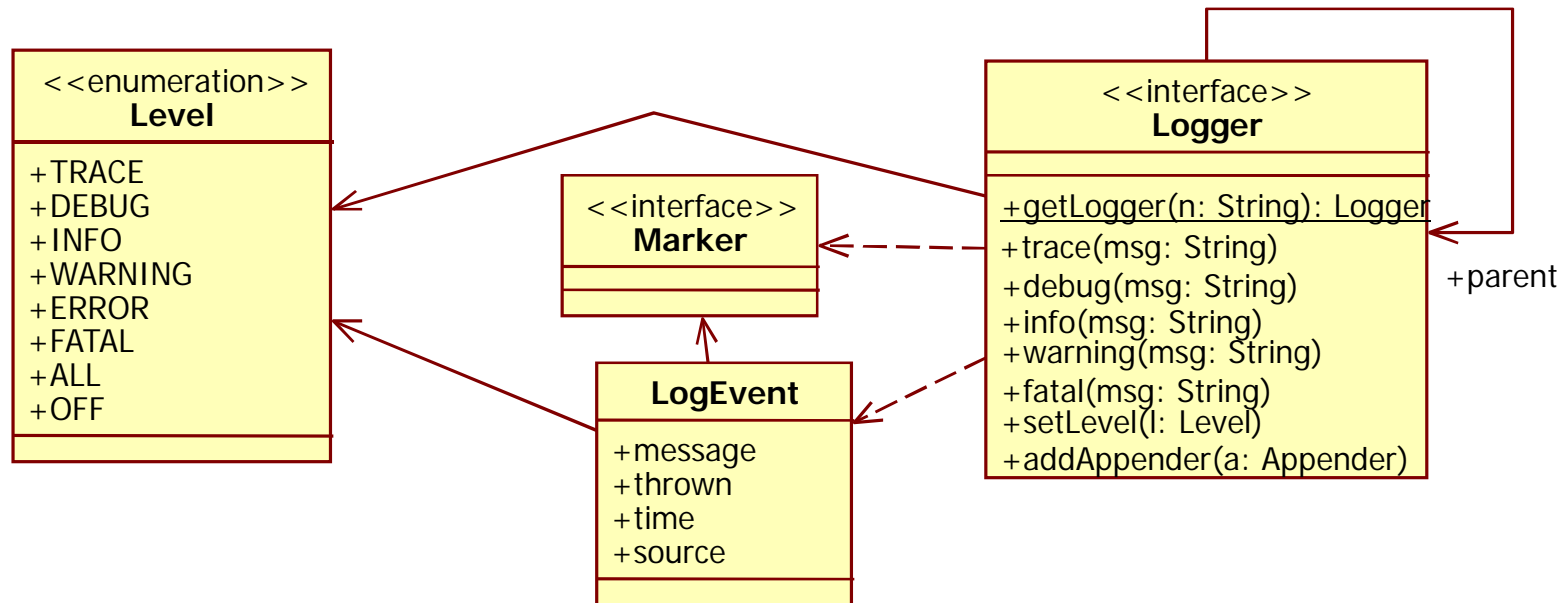 <<enumeration>>
Level
+TRACE
+DEBUG
+INFO
+WARNING
+ERROR
+FATAL
+ALL
+OFF
<<interface>>
Marker
LogEvent
+message
+thrown
+time
+source
<<interface>>
Logger
+getLogger(n: String): Logger
+trace(msg: String)
+debug(msg: String)
+info(msg: String)
+warning(msg: String)
+fatal(msg: String)
+setLevel(l: Level)
+addAppender(a: Appender)
+parent